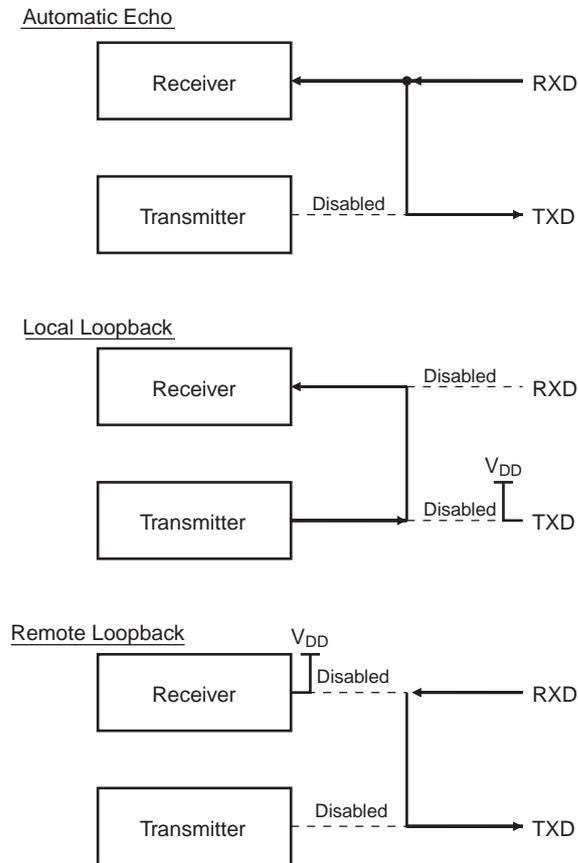 Automatic Echo
Receiver
RXD
Transmitter
Disabled
TXD
Local Loopback
Receiver
Disabled
RXD
VDD
Transmitter
Disabled
TXD
Remote Loopback
VDD
Receiver
Disabled
RXD
Transmitter
Disabled
TXD